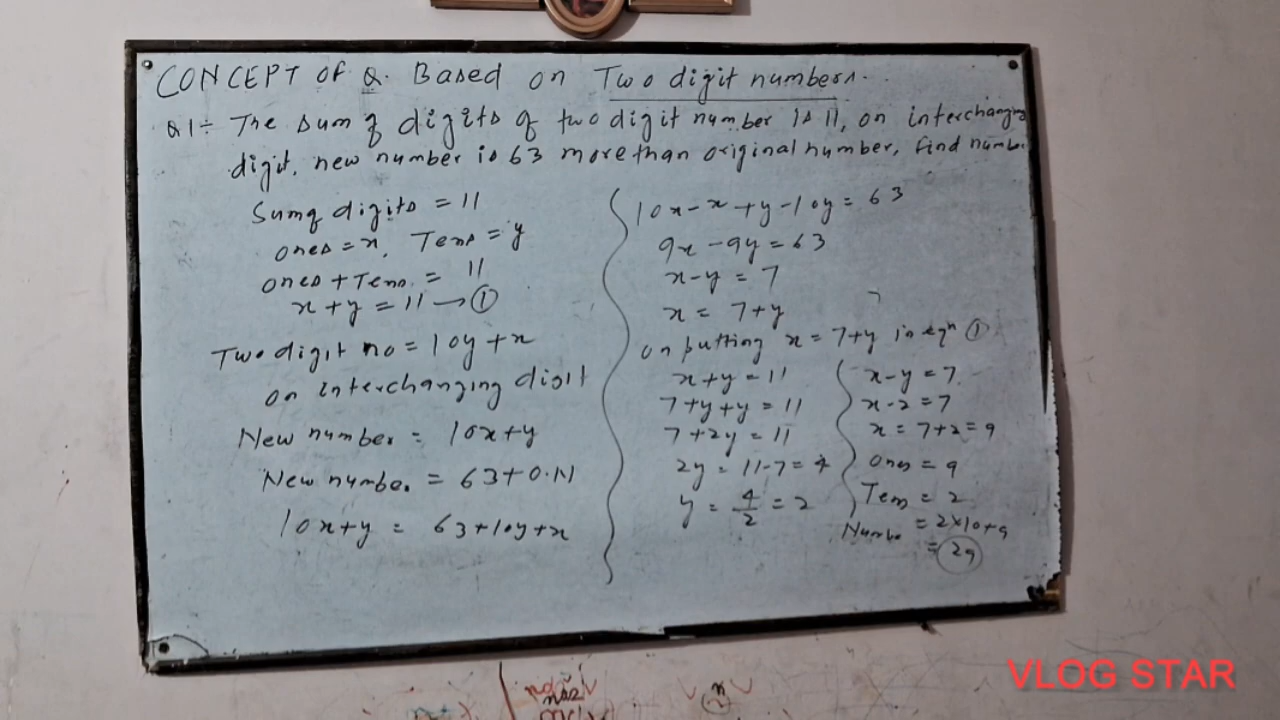 CONCEPT OF Q. Based on Two digit numbers.
Q1÷ The sum of digits of two digit number is 11, on interchanging
digit, new number is 63 more than original number, find number
Sum of digits = 11
ones = x, Tens = y
ones + Tens = 11
x + y = 11 → ①
Two digit no = 10y + x
on interchanging digit
New number = 10x+y
New number = 63+O.N
10x+y = 63+10y+x
10x-x+y-10y = 63
9x-9y = 63
x-y = 7
x = 7+y
on putting x = 7+y in eqn ①
x+y = 11
7+y+y = 11
7+2y = 11
2y = 11-7 = 4
y = 4/2 = 2
x-y = 7
x-2 = 7
x = 7+2 = 9
Ones = 9
Tens = 2
= 2×10+9
= 29
VLOG STAR